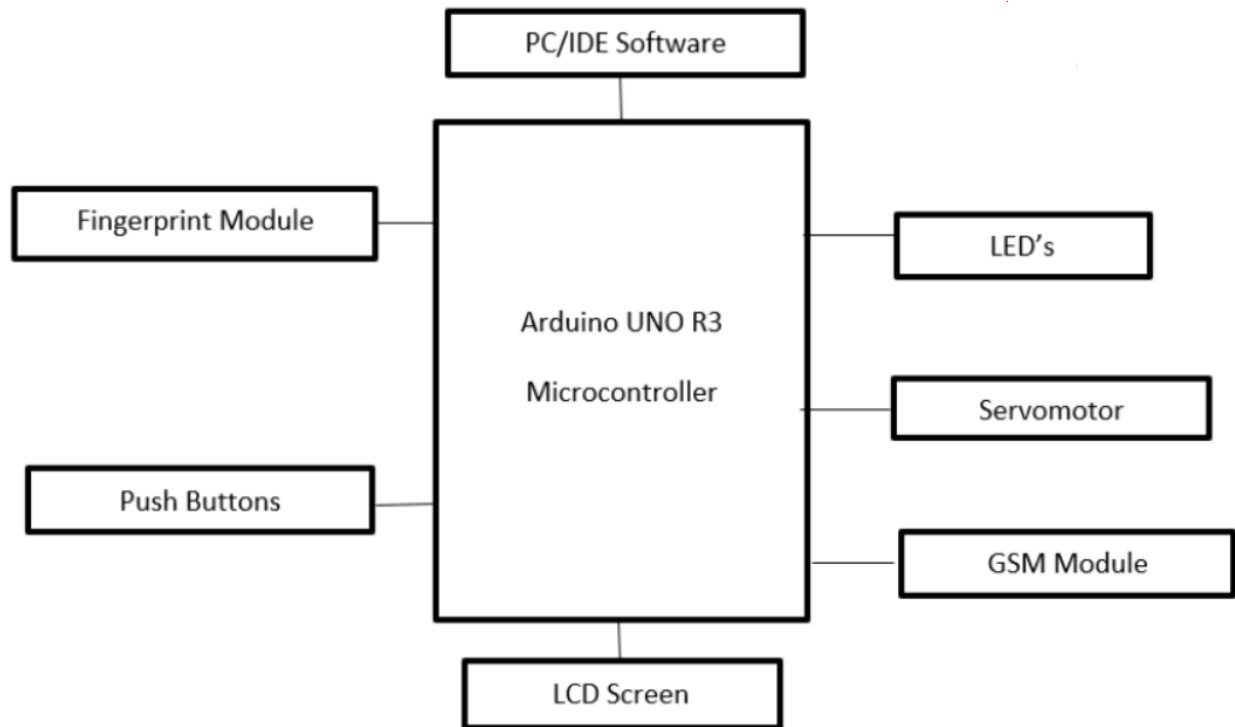 PC/IDE Software
Fingerprint Module
LED’s
Arduino UNO R3
Microcontroller
Servomotor
Push Buttons
GSM Module
LCD Screen